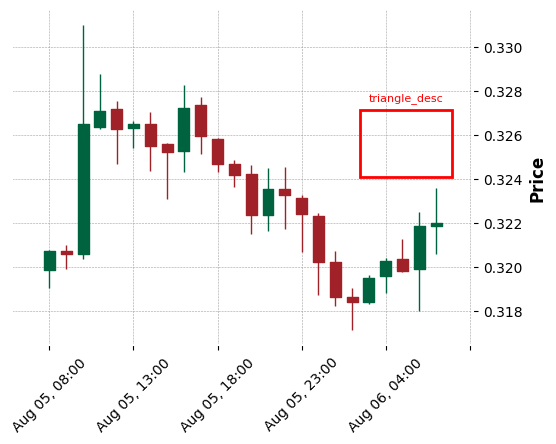 triangle_desc
0.330
0.328
0.326
0.324
0.322
0.320
0.318
Price
Aug 05, 08:00
Aug 05, 13:00
Aug 05, 18:00
Aug 05, 23:00
Aug 06, 04:00